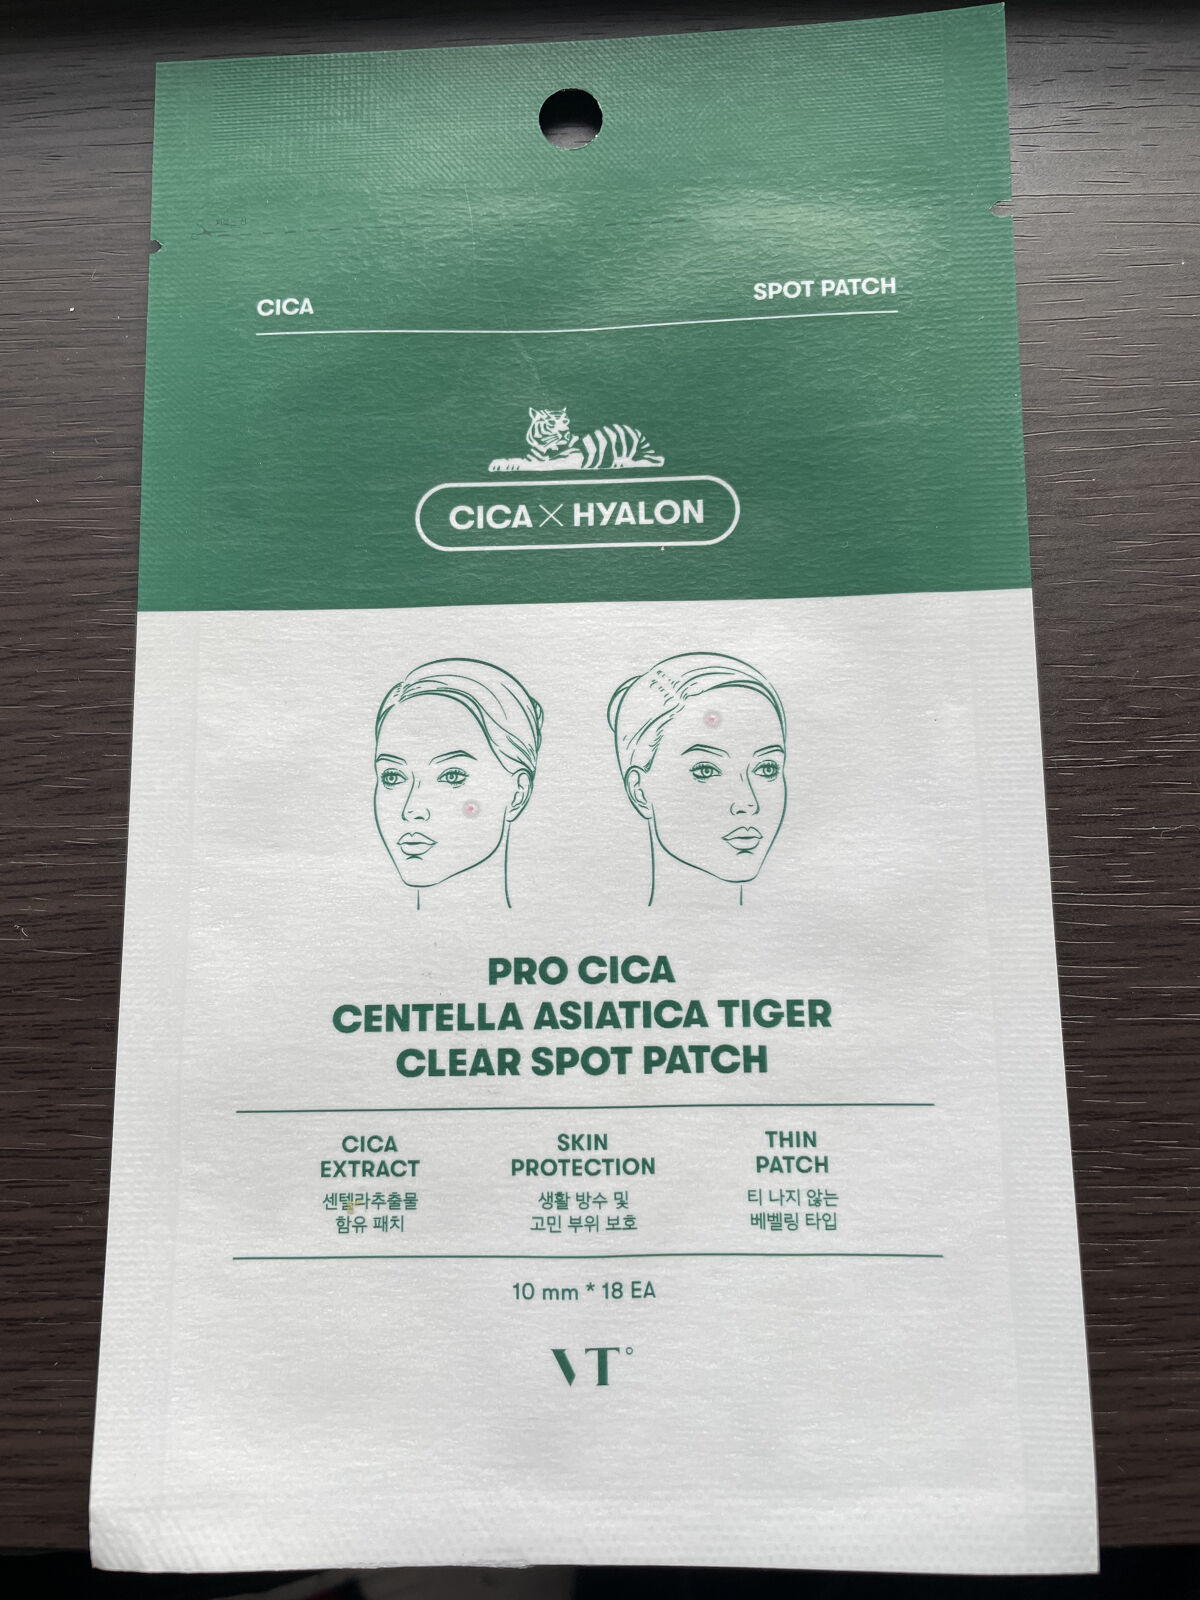 CICA
SPOT PATCH
CICA × HYALON
PRO CICA
CENTELLA ASIATICA TIGER
CLEAR SPOT PATCH
CICA
EXTRACT
센텔라추출물
함유 패치
SKIN
PROTECTION
생활 방수 및
고민 부위 보호
THIN
PATCH
티 나지 않는
베벨링 타입
10 mm * 18 EA
VT°